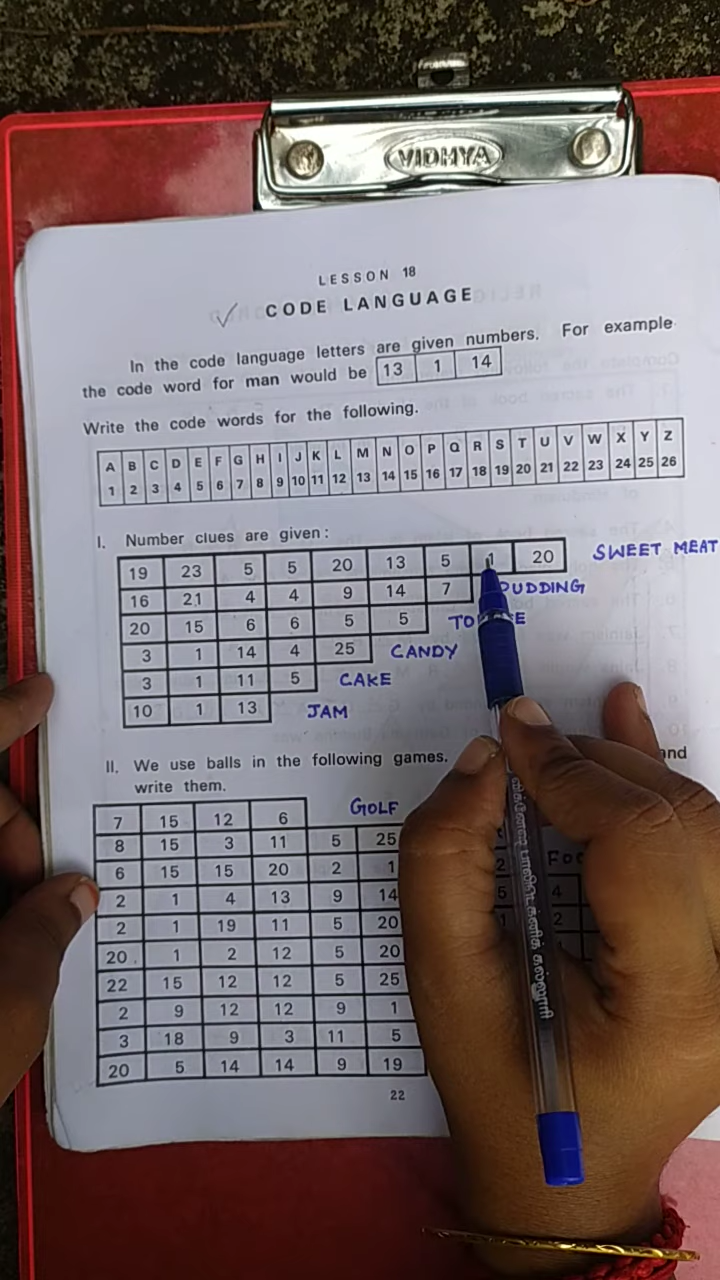 VIDHYA
LESSON 18
CODE LANGUAGE
In the code language letters are given numbers. For example
the code word for man would be 13 1 14
Write the code words for the following.
A B C D E F G H I J K L M N O P Q R S T U V W X Y Z
1 2 3 4 5 6 7 8 9 10 11 12 13 14 15 16 17 18 19 20 21 22 23 24 25 26
I. Number clues are given:
19 23 5 5 20 13 5 1 20 SWEET MEAT
16 21 4 4 9 14 7 PUDDING
20 15 6 6 5 5
3 1 14 4 25 CANDY
3 1 11 5 CAKE
10 1 13 JAM
II. We use balls in the following games. and
write them.
7 15 12 6 GOLF
8 15 3 11 5 25
6 15 15 20 2 1
2 1 4 13 9 14
2 1 19 11 5 20
20 1 2 12 5 20
22 15 12 12 5 25
2 9 12 12 9 1
3 18 9 3 11 5
20 5 14 14 9 19
22